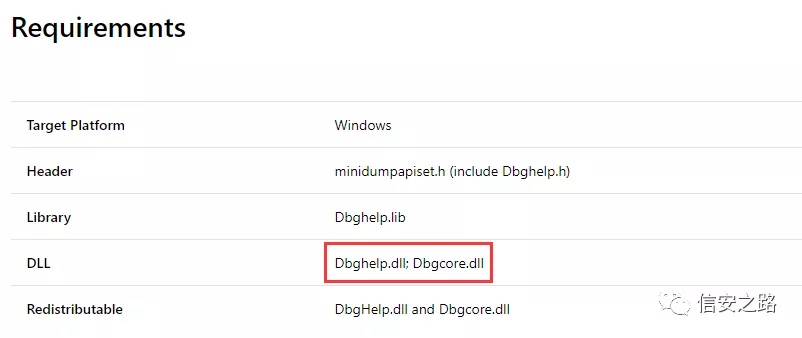 Requirements
Target Platform Windows
Header minidumpapiset.h (include Dbghelp.h)
Library Dbghelp.lib
DLL Dbghelp.dll; Dbgcore.dll
Redistributable DbgHelp.dll and Dbgcore.dll
信安之路